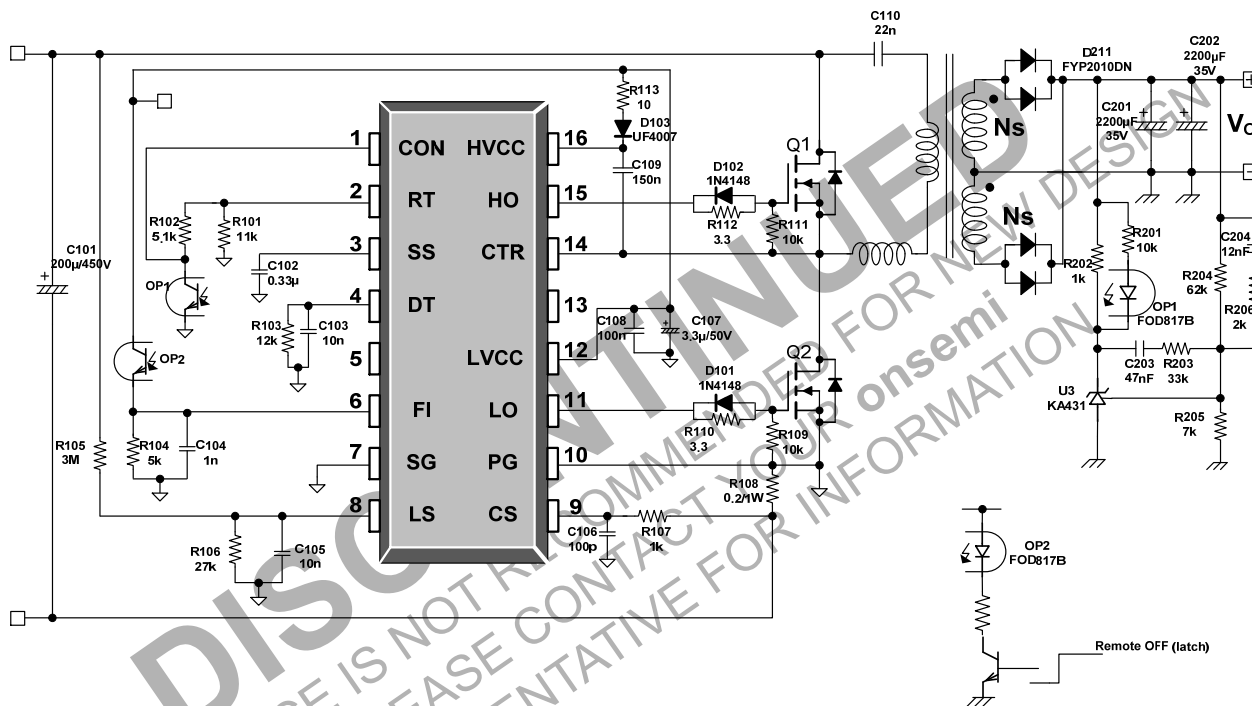 C110
22n
D211
FYP2010DN
C202
2200µF
35V
C201
2200µF
35V
Ns
Ns
R113
10
D103
UF4007
C109
150n
1
CON
HVCC
16
2
RT
HO
15
3
SS
CTR
14
4
DT
13
5
LVCC
12
6
FI
LO
11
7
SG
PG
10
8
LS
CS
9
Q1
D102
1N4148
R112
3.3
R111
10k
R102
5.1k
R101
11k
C101
200µ/450V
C102
0.33µ
OP1
R103
12k
C103
10n
OP2
C108
100n
C107
3.3µ/50V
Q2
D101
1N4148
R110
3.3
R109
10k
R105
3M
R104
5k
C104
1n
R108
0.2/1W
R106
27k
C105
10n
C106
100p
R107
1k
R201
10k
R202
1k
C204
12nF
R204
62k
R206
2k
OP1
FOD817B
C203
47nF
R203
33k
U3
KA431
R205
7k
OP2
FOD817B
Remote OFF (latch)
DISCONTINUED
IS NOT RECOMMENDED FOR NEW DESIGN
PLEASE CONTACT YOUR onsemi
REPRESENTATIVE FOR INFORMATION